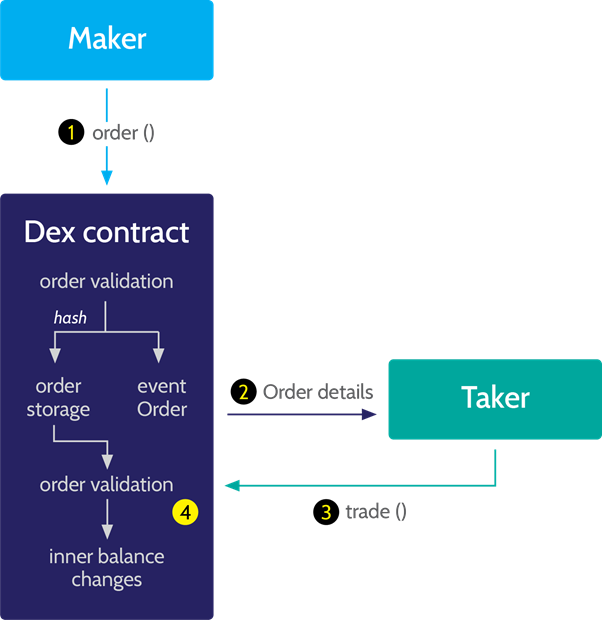 Maker
1 order ()
Dex contract
order validation
hash
order
storage
event
Order
2 Order details
Taker
order validation
3 trade ()
4
inner balance
changes